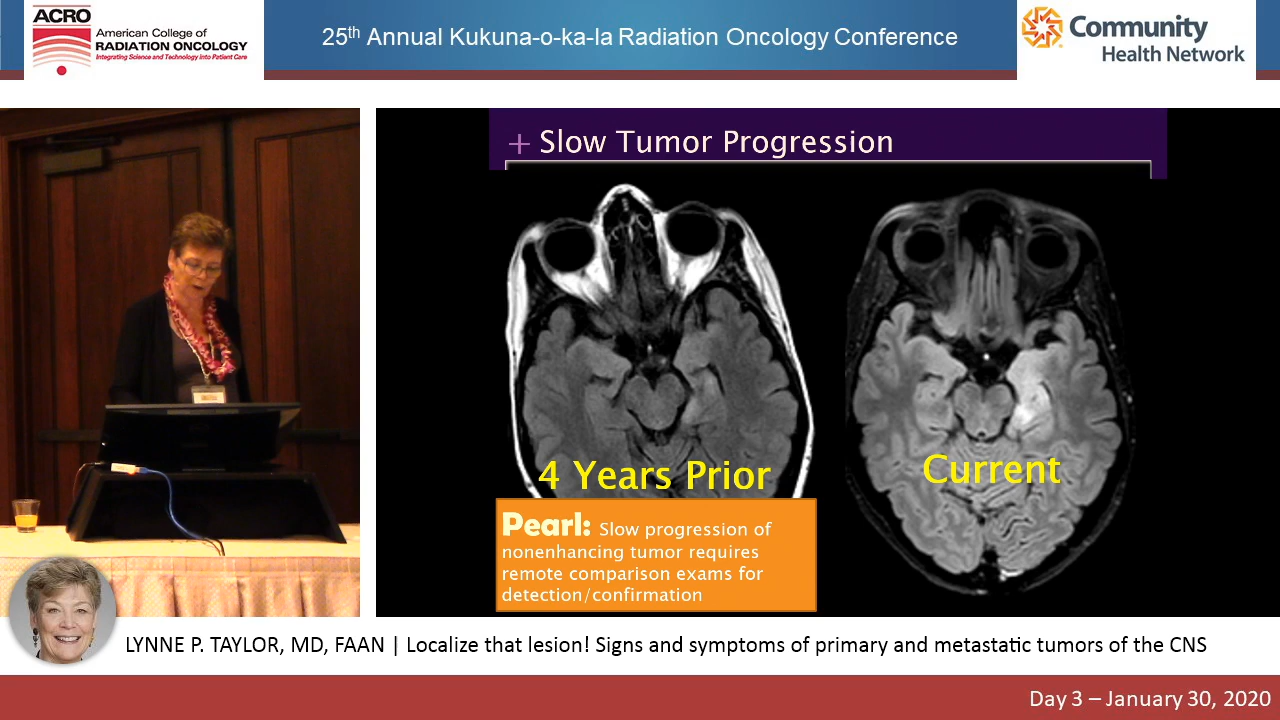 ACRO
American College of
RADIATION ONCOLOGY
Integrating Science and Technology Into Patient Care
25th Annual Kukuna-o-ka-la Radiation Oncology Conference
Community
Health Network
+ Slow Tumor Progression
4 Years Prior
Current
Pearl: Slow progression of
nonenhancing tumor requires
remote comparison exams for
detection/confirmation
LYNNE P. TAYLOR, MD, FAAN | Localize that lesion! Signs and symptoms of primary and metastatic tumors of the CNS
Day 3 – January 30, 2020